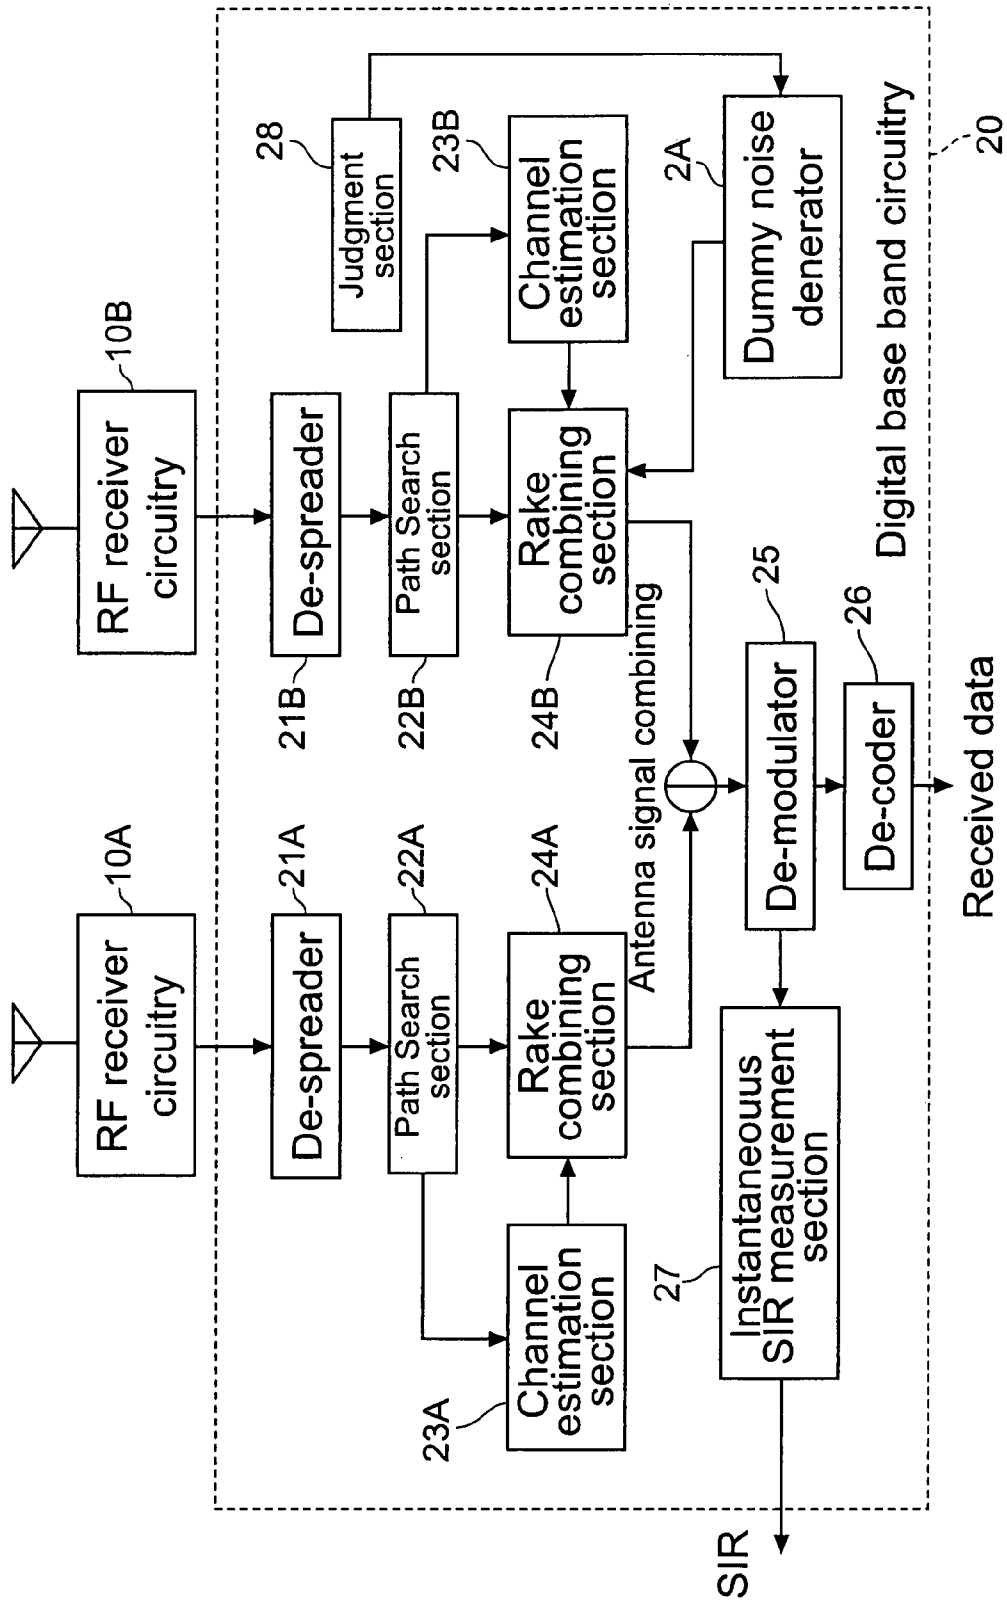 10A
RF receiver
circuitry
10B
RF receiver
circuitry
21A
De-spreader
21B
De-spreader
28
Judgment
section
22A
Path Search
section
22B
Path Search
section
23A
Channel
estimation
section
24A
Rake
combining
section
24B
Rake
combining
section
23B
Channel
estimation
section
Antenna signal combining
27
Instantaneouus
SIR measurement
section
25
De-modulator
2A
Dummy noise
denerator
SIR
26
De-coder
Digital base band circuitry
20
Received data